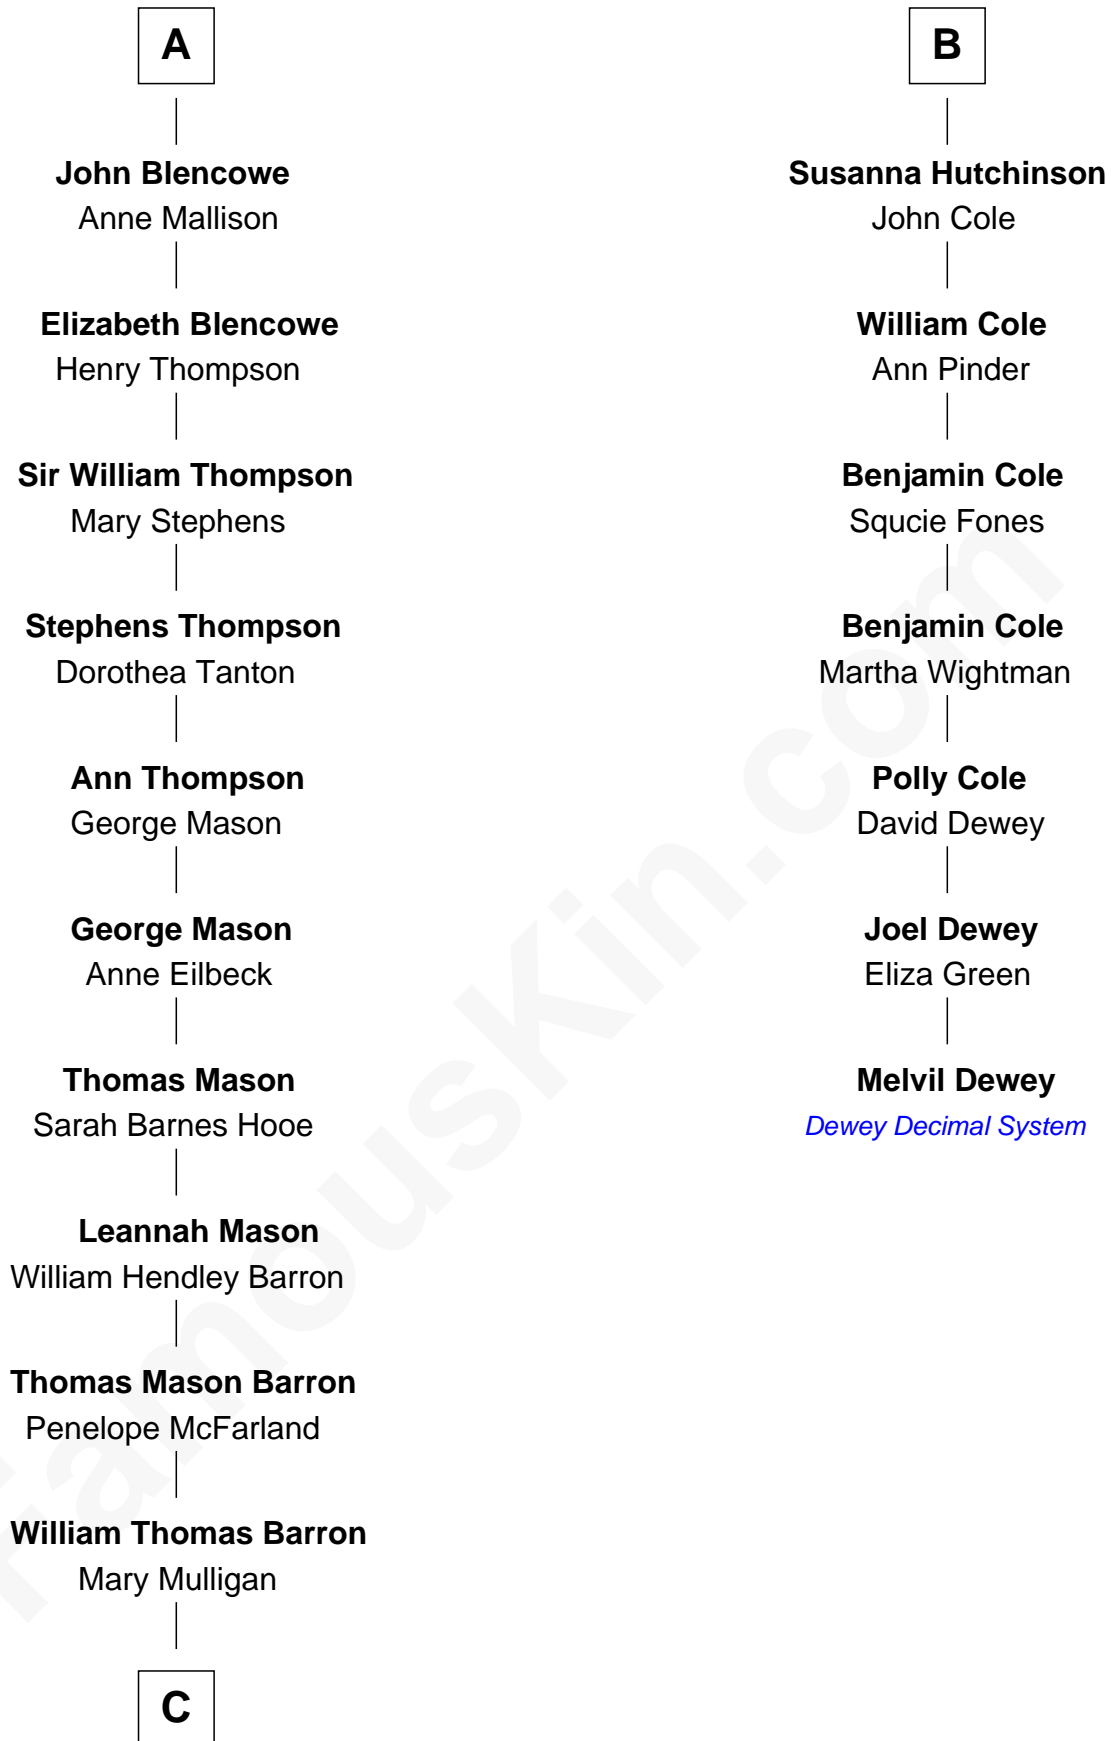 A
John Blencowe
Anne Mallison
Elizabeth Blencowe
Henry Thompson
Sir William Thompson
Mary Stephens
Stephens Thompson
Dorothea Tanton
Ann Thompson
George Mason
George Mason
Anne Eilbeck
Thomas Mason
Sarah Barnes Hooe
Leannah Mason
William Hendley Barron
Thomas Mason Barron
Penelope McFarland
William Thomas Barron
Mary Mulligan
C
B
Susanna Hutchinson
John Cole
William Cole
Ann Pinder
Benjamin Cole
Squcie Fones
Benjamin Cole
Martha Wightman
Polly Cole
David Dewey
Joel Dewey
Eliza Green
Melvil Dewey
Dewey Decimal System
FamousKin.com